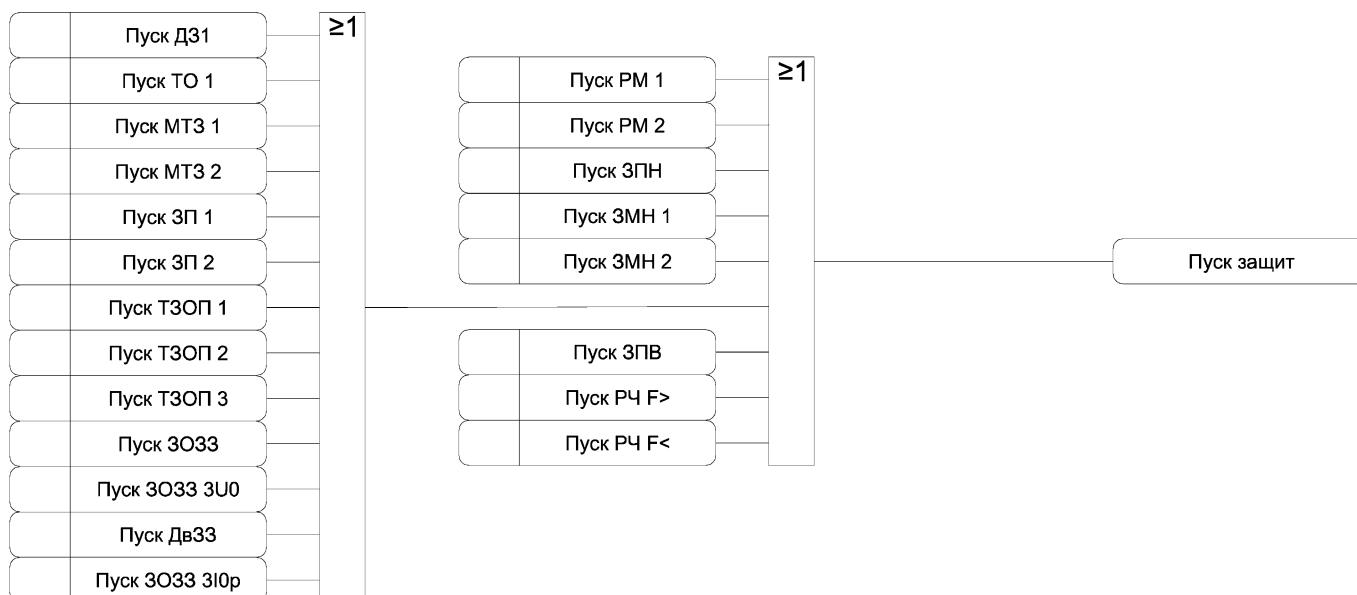 Пуск ДЗ1
Пуск ТО 1
Пуск МТЗ 1
Пуск МТЗ 2
Пуск ЗП 1
Пуск ЗП 2
Пуск ТЗОП 1
Пуск ТЗОП 2
Пуск ТЗОП 3
Пуск ЗОЗЗ
Пуск ЗОЗЗ 3U0
Пуск ДвЗЗ
Пуск ЗОЗЗ 3I0р
≥1
Пуск РМ 1
Пуск РМ 2
Пуск ЗПН
Пуск ЗМН 1
Пуск ЗМН 2
Пуск ЗПВ
Пуск РЧ F>
Пуск РЧ F<
≥1
Пуск защит